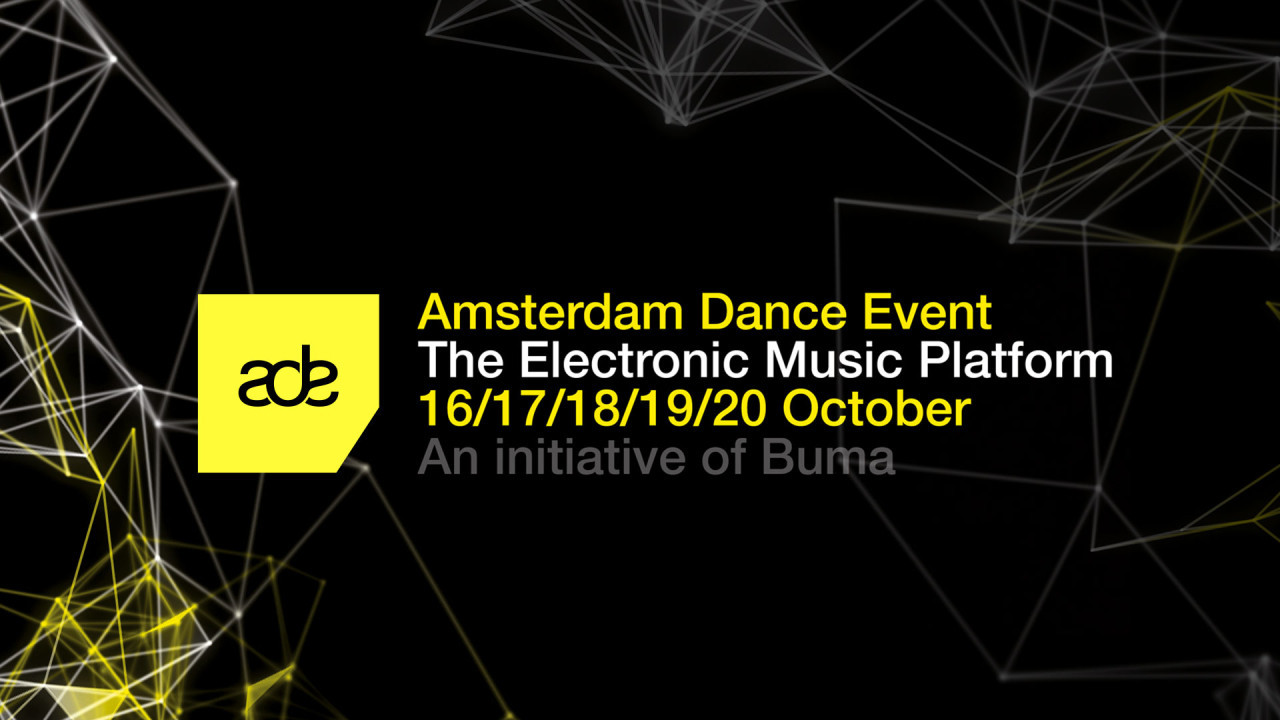 ade
Amsterdam Dance Event
The Electronic Music Platform
16/17/18/19/20 October
An initiative of Buma